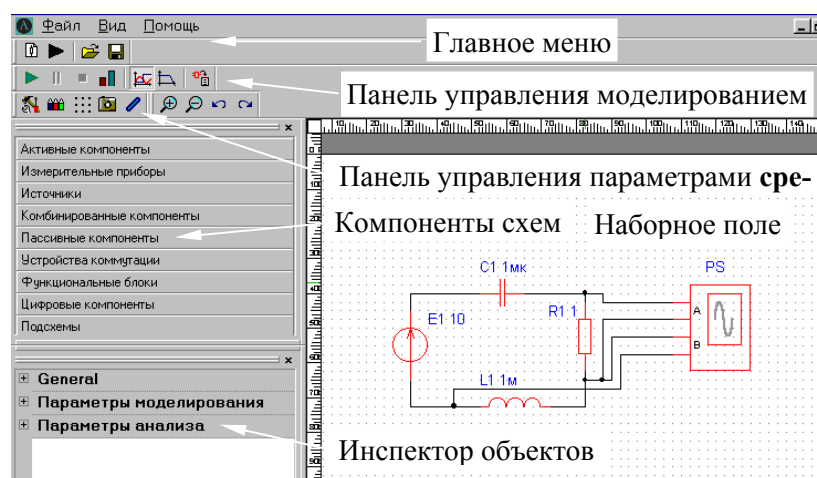 Файл Вид Помощь
Главное меню
Панель управления моделированием
Панель управления параметрами сре-
Активные компоненты
Измерительные приборы
Источники
Комбинированные компоненты
Пассивные компоненты
Устройства коммутации
Функциональные блоки
Цифровые компоненты
Подсхемы
Компоненты схем
Наборное поле
C1 1мк
PS
E1 10
R1 1
A
B
L1 1м
General
Параметры моделирования
Параметры анализа
Инспектор объектов